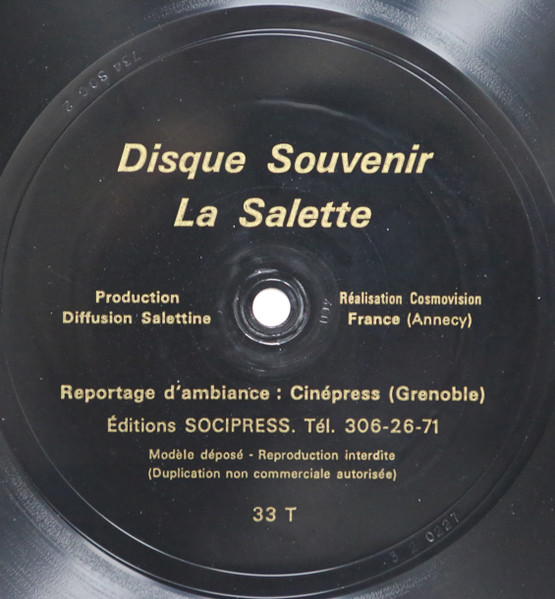 Disque Souvenir
La Salette
Production
Diffusion Salettine
Réalisation Cosmovision
France (Annecy)
Reportage d'ambiance : Cinépress (Grenoble)
Éditions SOCIPRESS. Tél. 306-26-71
Modèle déposé - Reproduction interdite
(Duplication non commerciale autorisée)
33 T